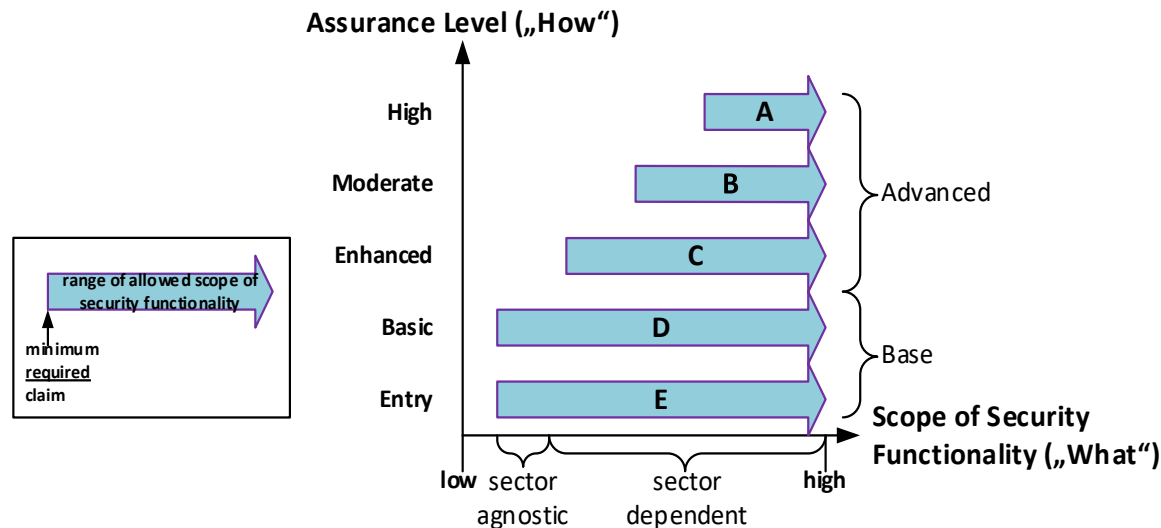 Assurance Level („How“)
High
A
Moderate
B
Advanced
Enhanced
C
range of allowed scope of
security functionality
Basic
D
minimum
required
claim
Base
Entry
E
Scope of Security
Functionality („What“)
low
sector
agnostic
sector
dependent
high